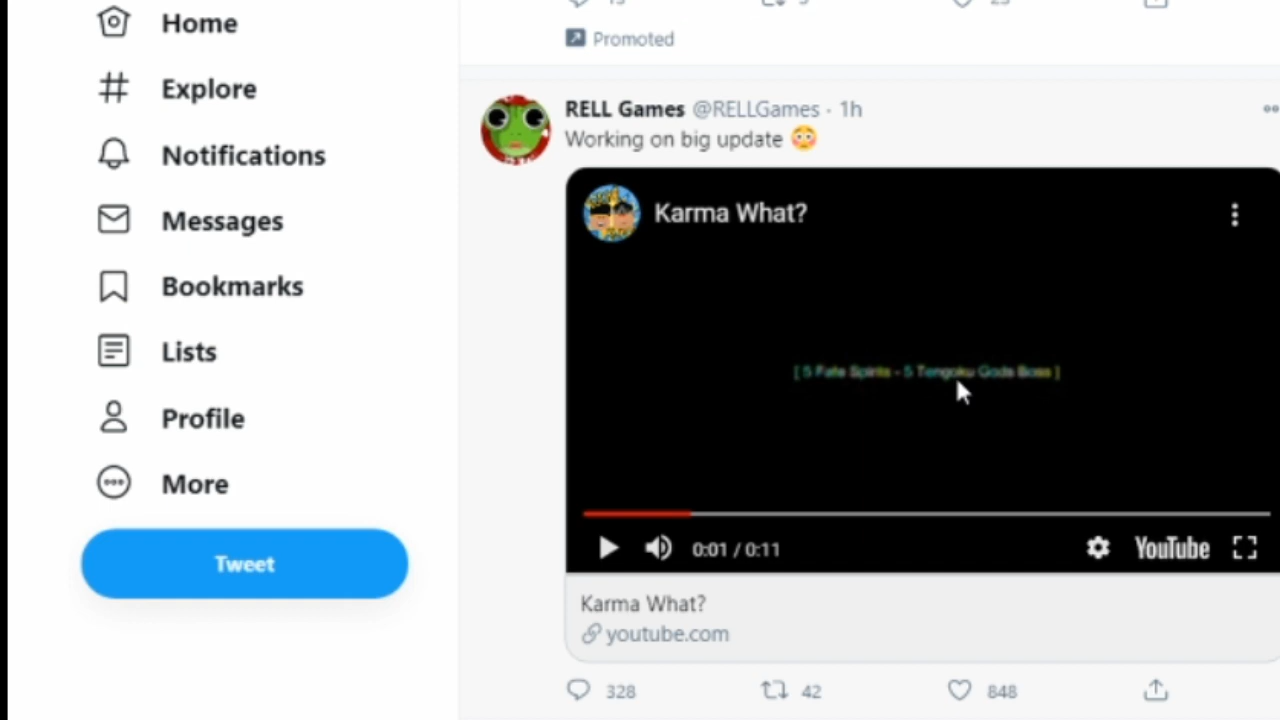 Home
Explore
Notifications
Messages
Bookmarks
Lists
Profile
More
Tweet
Promoted
RELL Games @RELLGames · 1h
Working on big update 😳
Karma What?
[ 5 Fate Spirits - 5 Tengoku Gods Boss ]
0:01 / 0:11
YouTube
Karma What?
youtube.com
328 42 848